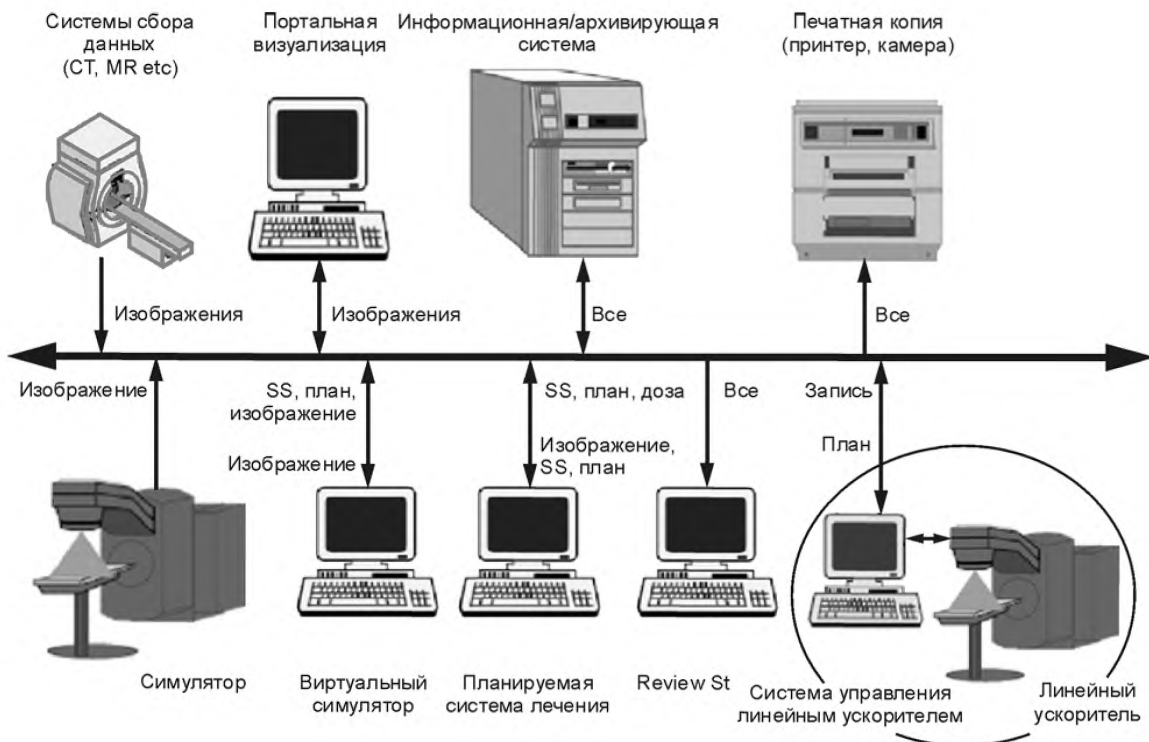 Системы сбора
данных
(CT, MR etc)
Портальная
визуализация
Информационная/архивирующая
система
Печатная копия
(принтер, камера)
Изображения
Изображения
Все
Все
Изображение
SS, план,
изображение
Изображение
SS, план, доза
Изображение,
SS, план
Все
Запись
План
Симулятор
Виртуальный
симулятор
Планируемая
система лечения
Review St
Система управления
линейным ускорителем
Линейный
ускоритель